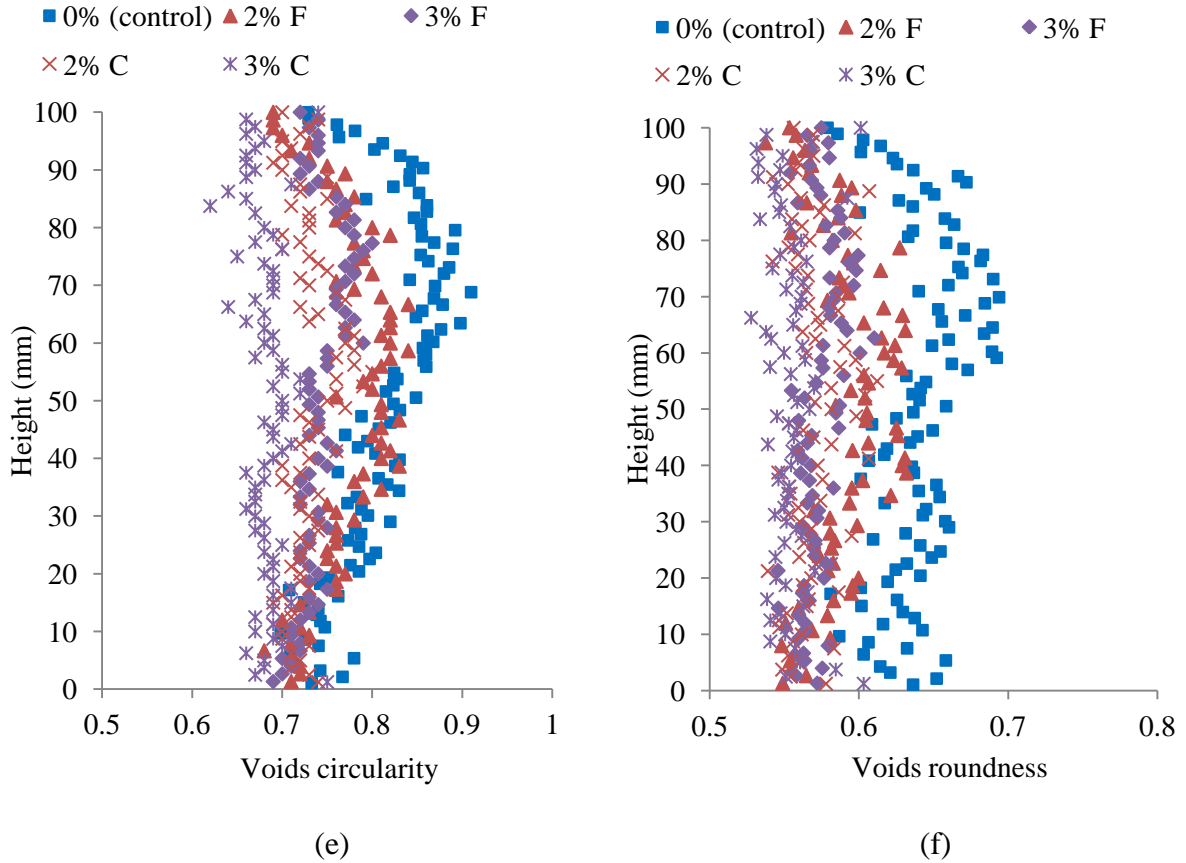 0% (control) 2% F 3% F
2% C 3% C
100
90
80
70
60
50
40
30
20
10
0
Height (mm)
0.5 0.6 0.7 0.8 0.9 1
Voids circularity
(e)
0% (control) 2% F 3% F
2% C 3% C
100
90
80
70
60
50
40
30
20
10
0
Height (mm)
0.5 0.6 0.7 0.8
Voids roundness
(f)